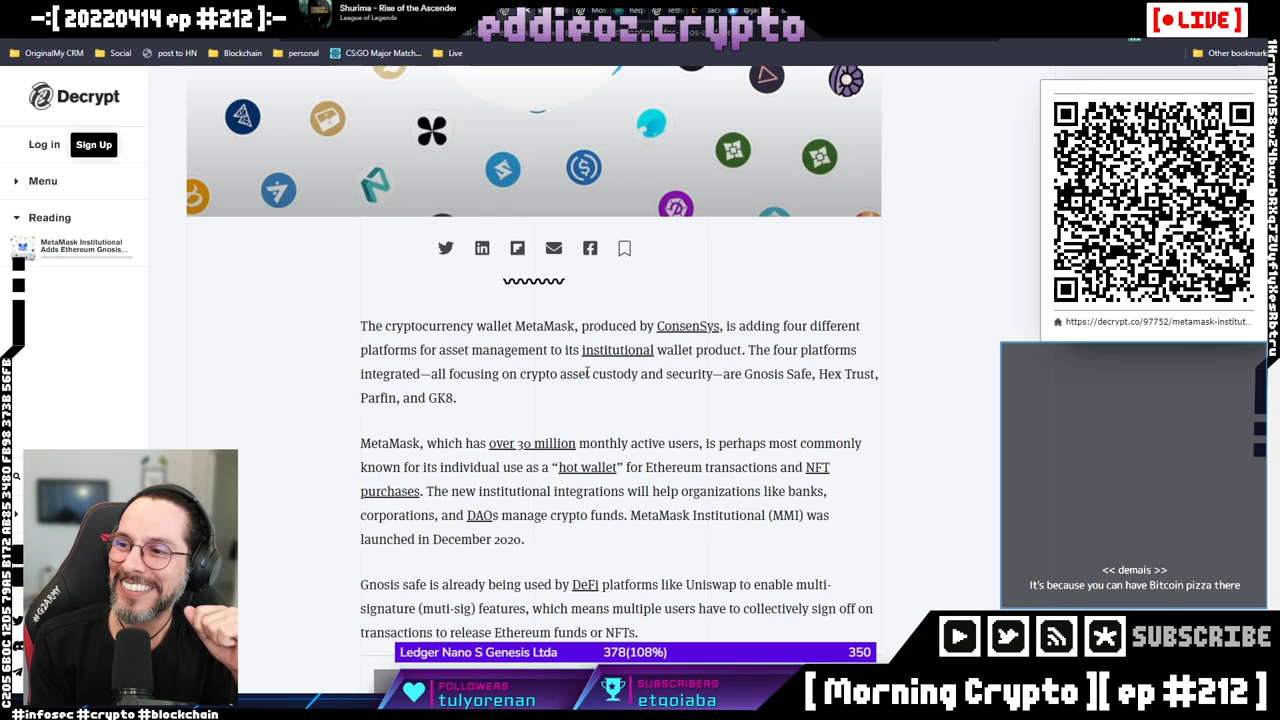 -:[ 20220414 ep #212 ]:-
Shurima - Rise of the Ascended
League of Legends
addieoz.crypto
[●LIVE]
OriginalMy CRM
Social
post to HN
Blockchain
personal
CS:GO Major Match...
Live
Other bookmark
Decrypt
Log in
Sign Up
Menu
Reading
MetaMask Institutional
Adds Ethereum Gnosis...
The cryptocurrency wallet MetaMask, produced by ConsenSys, is adding four different
platforms for asset management to its institutional wallet product. The four platforms
integrated—all focusing on crypto asset custody and security—are Gnosis Safe, Hex Trust,
Parfin, and GK8.
MetaMask, which has over 30 million monthly active users, is perhaps most commonly
known for its individual use as a “hot wallet” for Ethereum transactions and NFT
purchases. The new institutional integrations will help organizations like banks,
corporations, and DAOs manage crypto funds. MetaMask Institutional (MMI) was
launched in December 2020.
Gnosis safe is already being used by DeFi platforms like Uniswap to enable multi-
signature (muti-sig) features, which means multiple users have to collectively sign off on
transactions to release Ethereum funds or NFTs.
https://decrypt.co/97752/metamask-institut...
<< demais >>
It's because you can have Bitcoin pizza there
#G2ARMY
Ledger Nano S Genesis Ltda 378(108%) 350
FOLLOWERS
tulyorenan
SUBSCRIBERS
etgoiaba
SUBSCRIBE
[ Morning Crypto ][ ep #212 ]
#infosec #crypto #blockchain